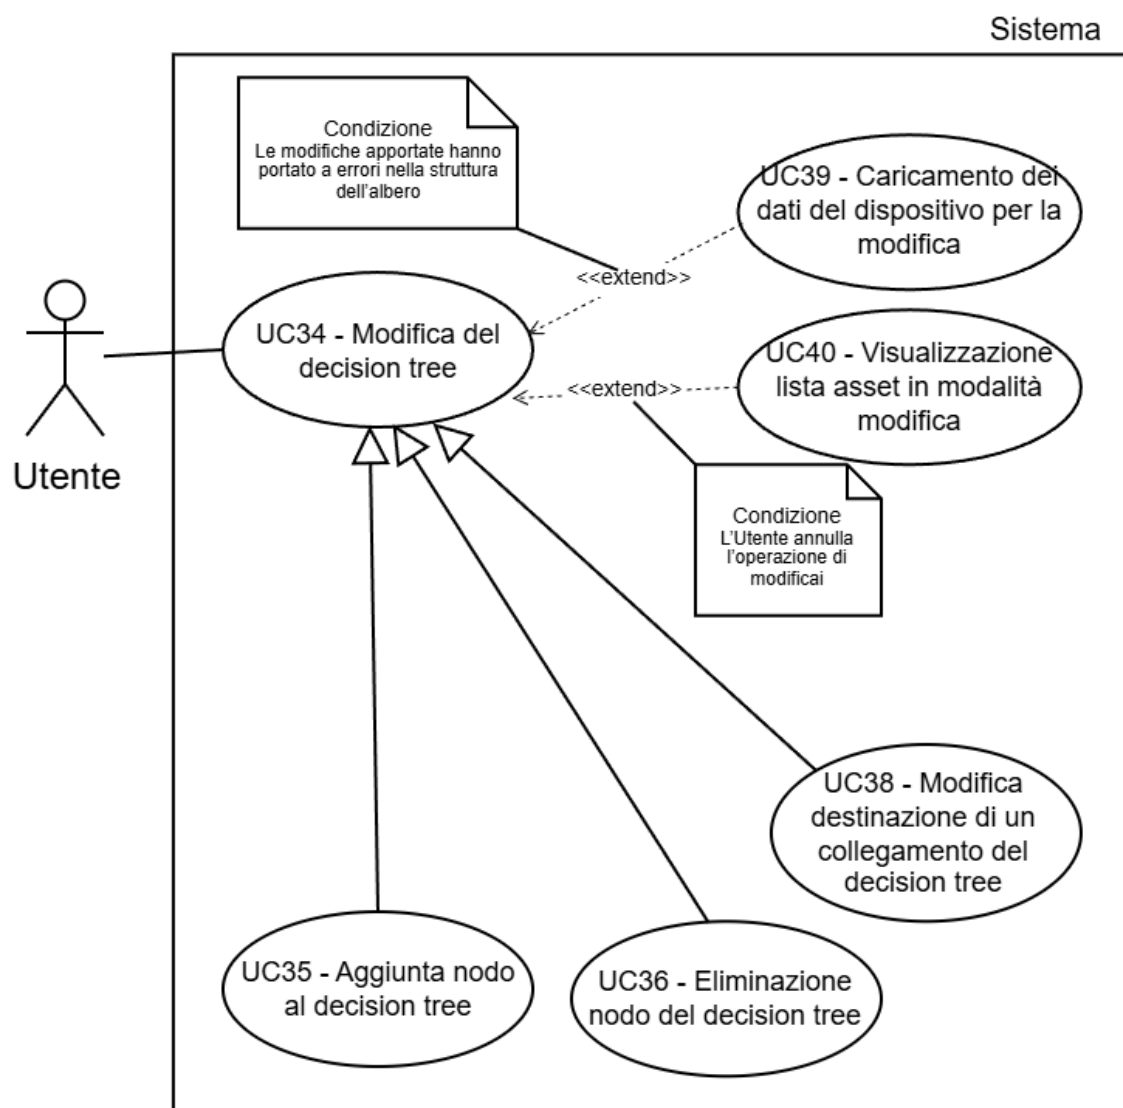 Sistema
Condizione
Le modifiche apportate hanno
portato a errori nella struttura
dell'albero
UC39 - Caricamento dei
dati del dispositivo per la
modifica
<<extend>>
UC34 - Modifica del
decision tree
UC40 - Visualizzazione
lista asset in modalità
modifica
<<extend>>
Utente
Condizione
L'Utente annulla
l'operazione di
modificai
UC38 - Modifica
destinazione di un
collegamento del
decision tree
UC35 - Aggiunta nodo
al decision tree
UC36 - Eliminazione
nodo del decision tree